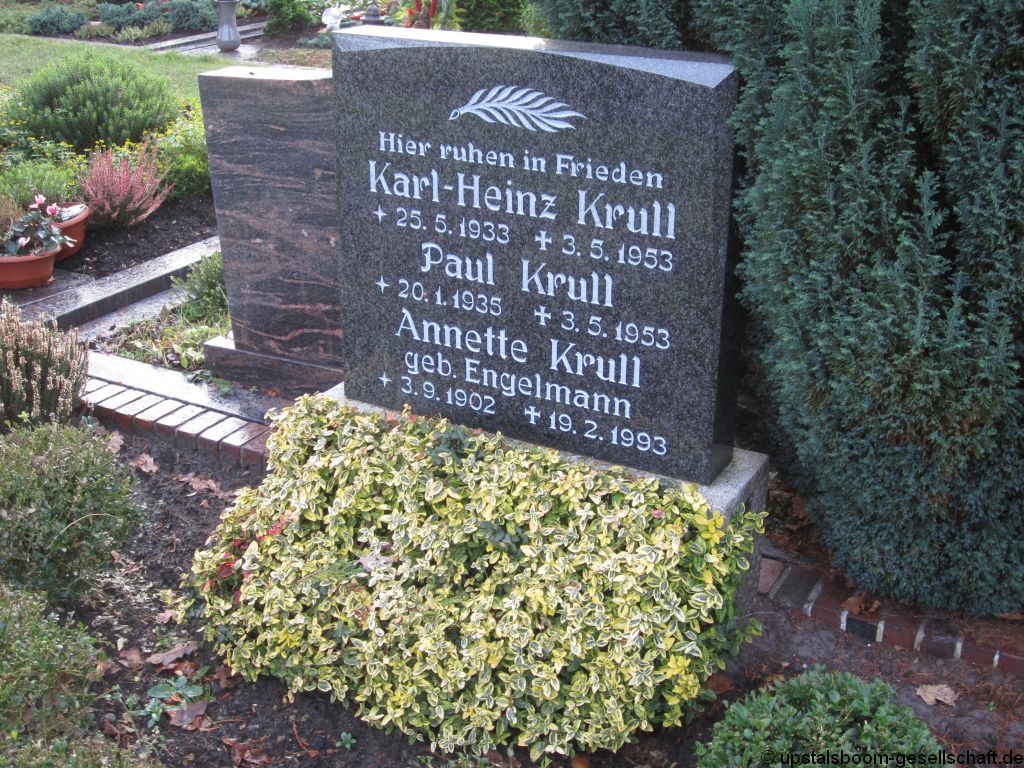 Hier ruhen in Frieden
Karl-Heinz Krull
✦ 25.5.1933 ✝ 3.5.1953
Paul Krull
✦ 20.1.1935 ✝ 3.5.1953
Annette Krull
geb. Engelmann
✦ 3.9.1902 ✝ 19.2.1993
© upstalsboom-gesellschaft.de